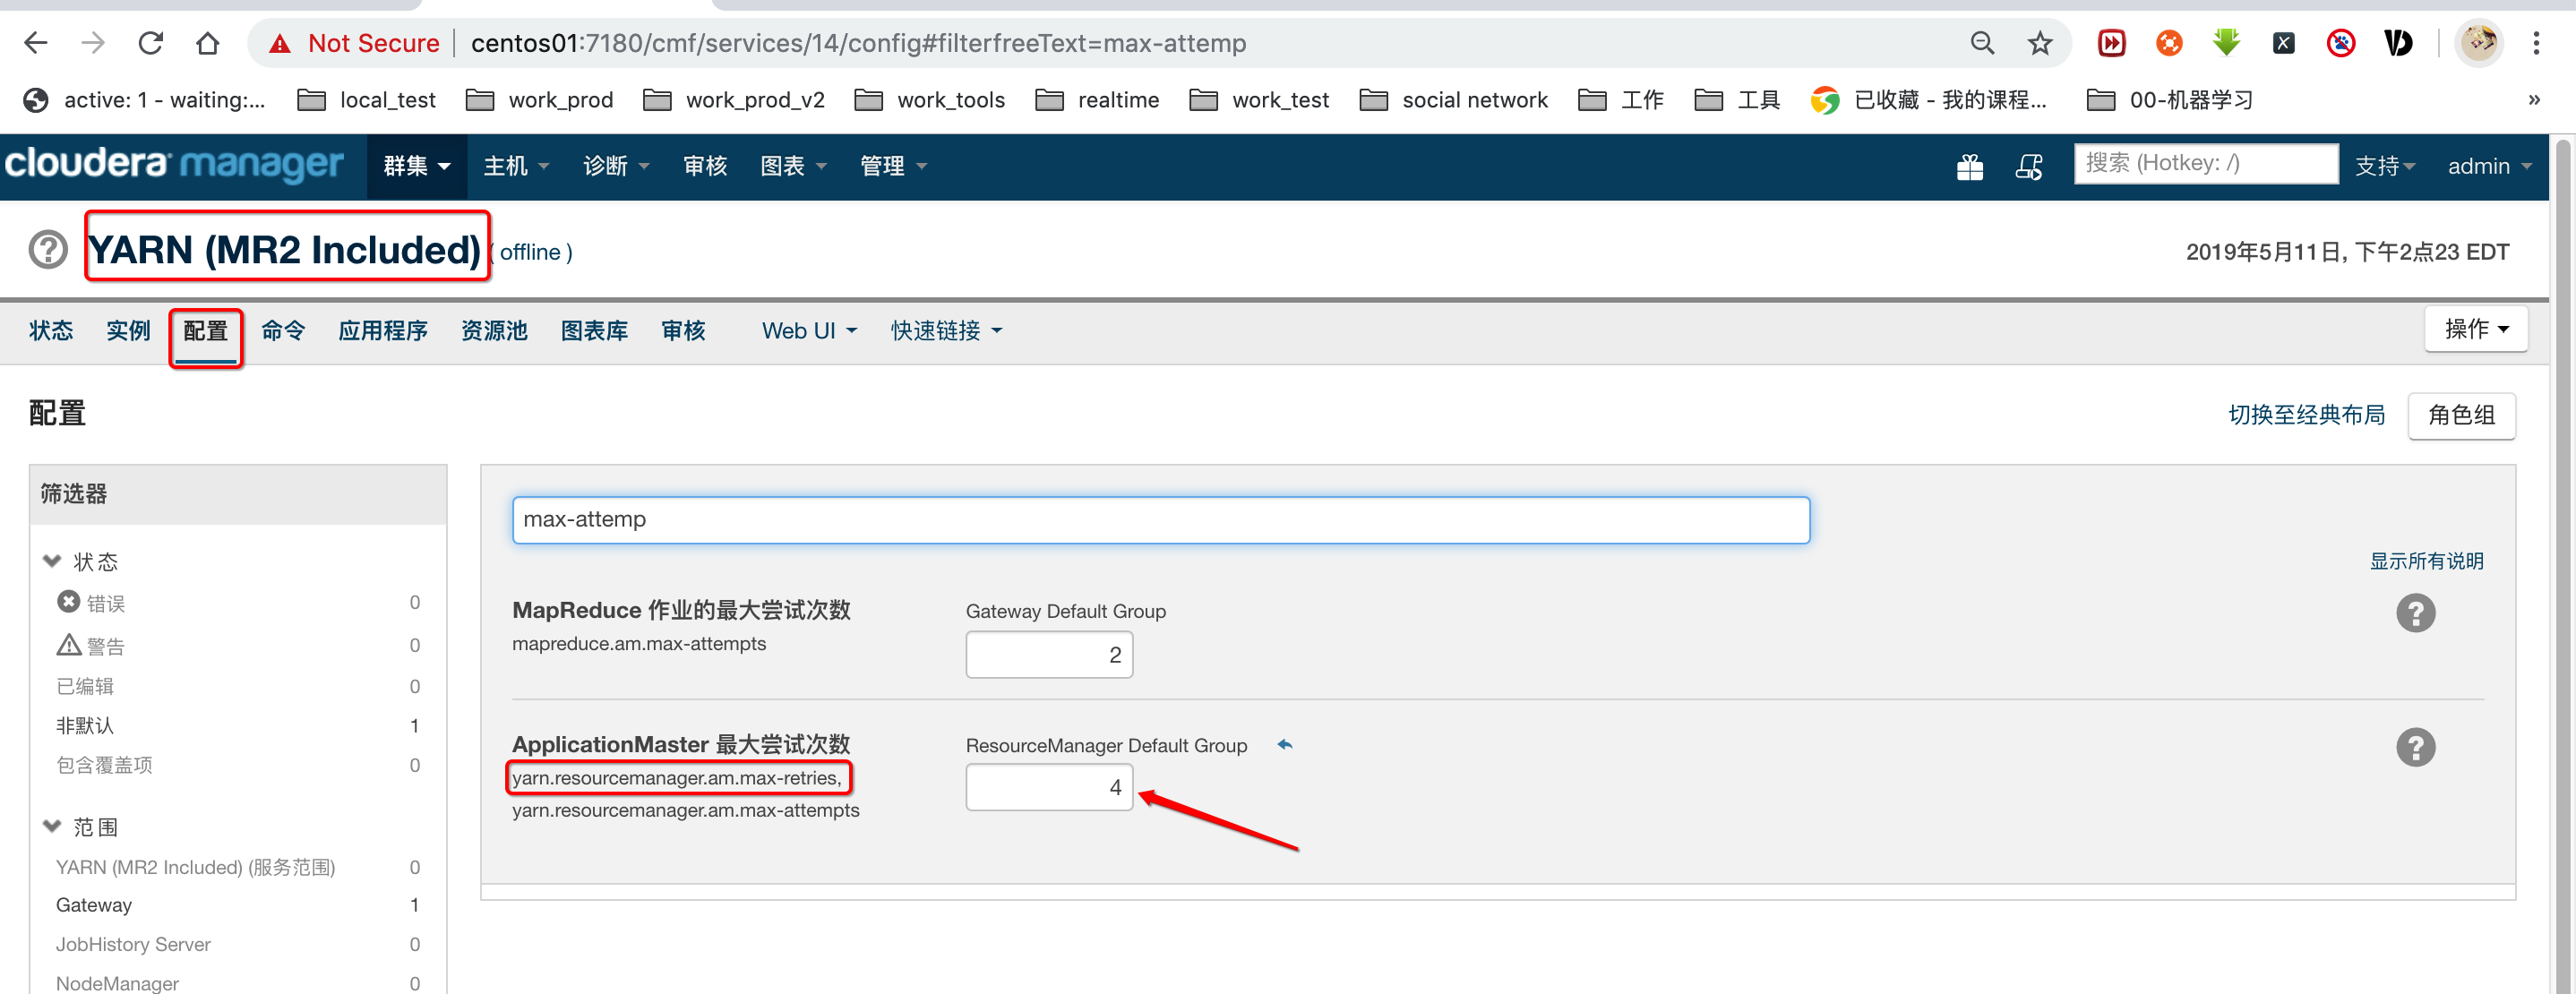 Not Secure | centos01:7180/cmf/services/14/config#filterfreeText=max-attemp
active: 1 - waiting:... local_test work_prod work_prod_v2 work_tools realtime work_test social network 工作 工具 已收藏 - 我的课程... 00-机器学习 »
cloudera manager 群集 主机 诊断 审核 图表 管理 搜索 (Hotkey: /) 支持 admin
YARN (MR2 Included) ( offline ) 2019年5月11日, 下午2点23 EDT
状态 实例 配置 命令 应用程序 资源池 图表库 审核 Web UI 快速链接 操作
配置 切换至经典布局 角色组
筛选器
max-attemp
显示所有说明
状态
错误 0
警告 0
已编辑 0
非默认 1
包含覆盖项 0
范围
YARN (MR2 Included) (服务范围) 0
Gateway 1
JobHistory Server 0
NodeManager 0
MapReduce 作业的最大尝试次数 Gateway Default Group
mapreduce.am.max-attempts 2
ApplicationMaster 最大尝试次数 ResourceManager Default Group
yarn.resourcemanager.am.max-retries, 4
yarn.resourcemanager.am.max-attempts